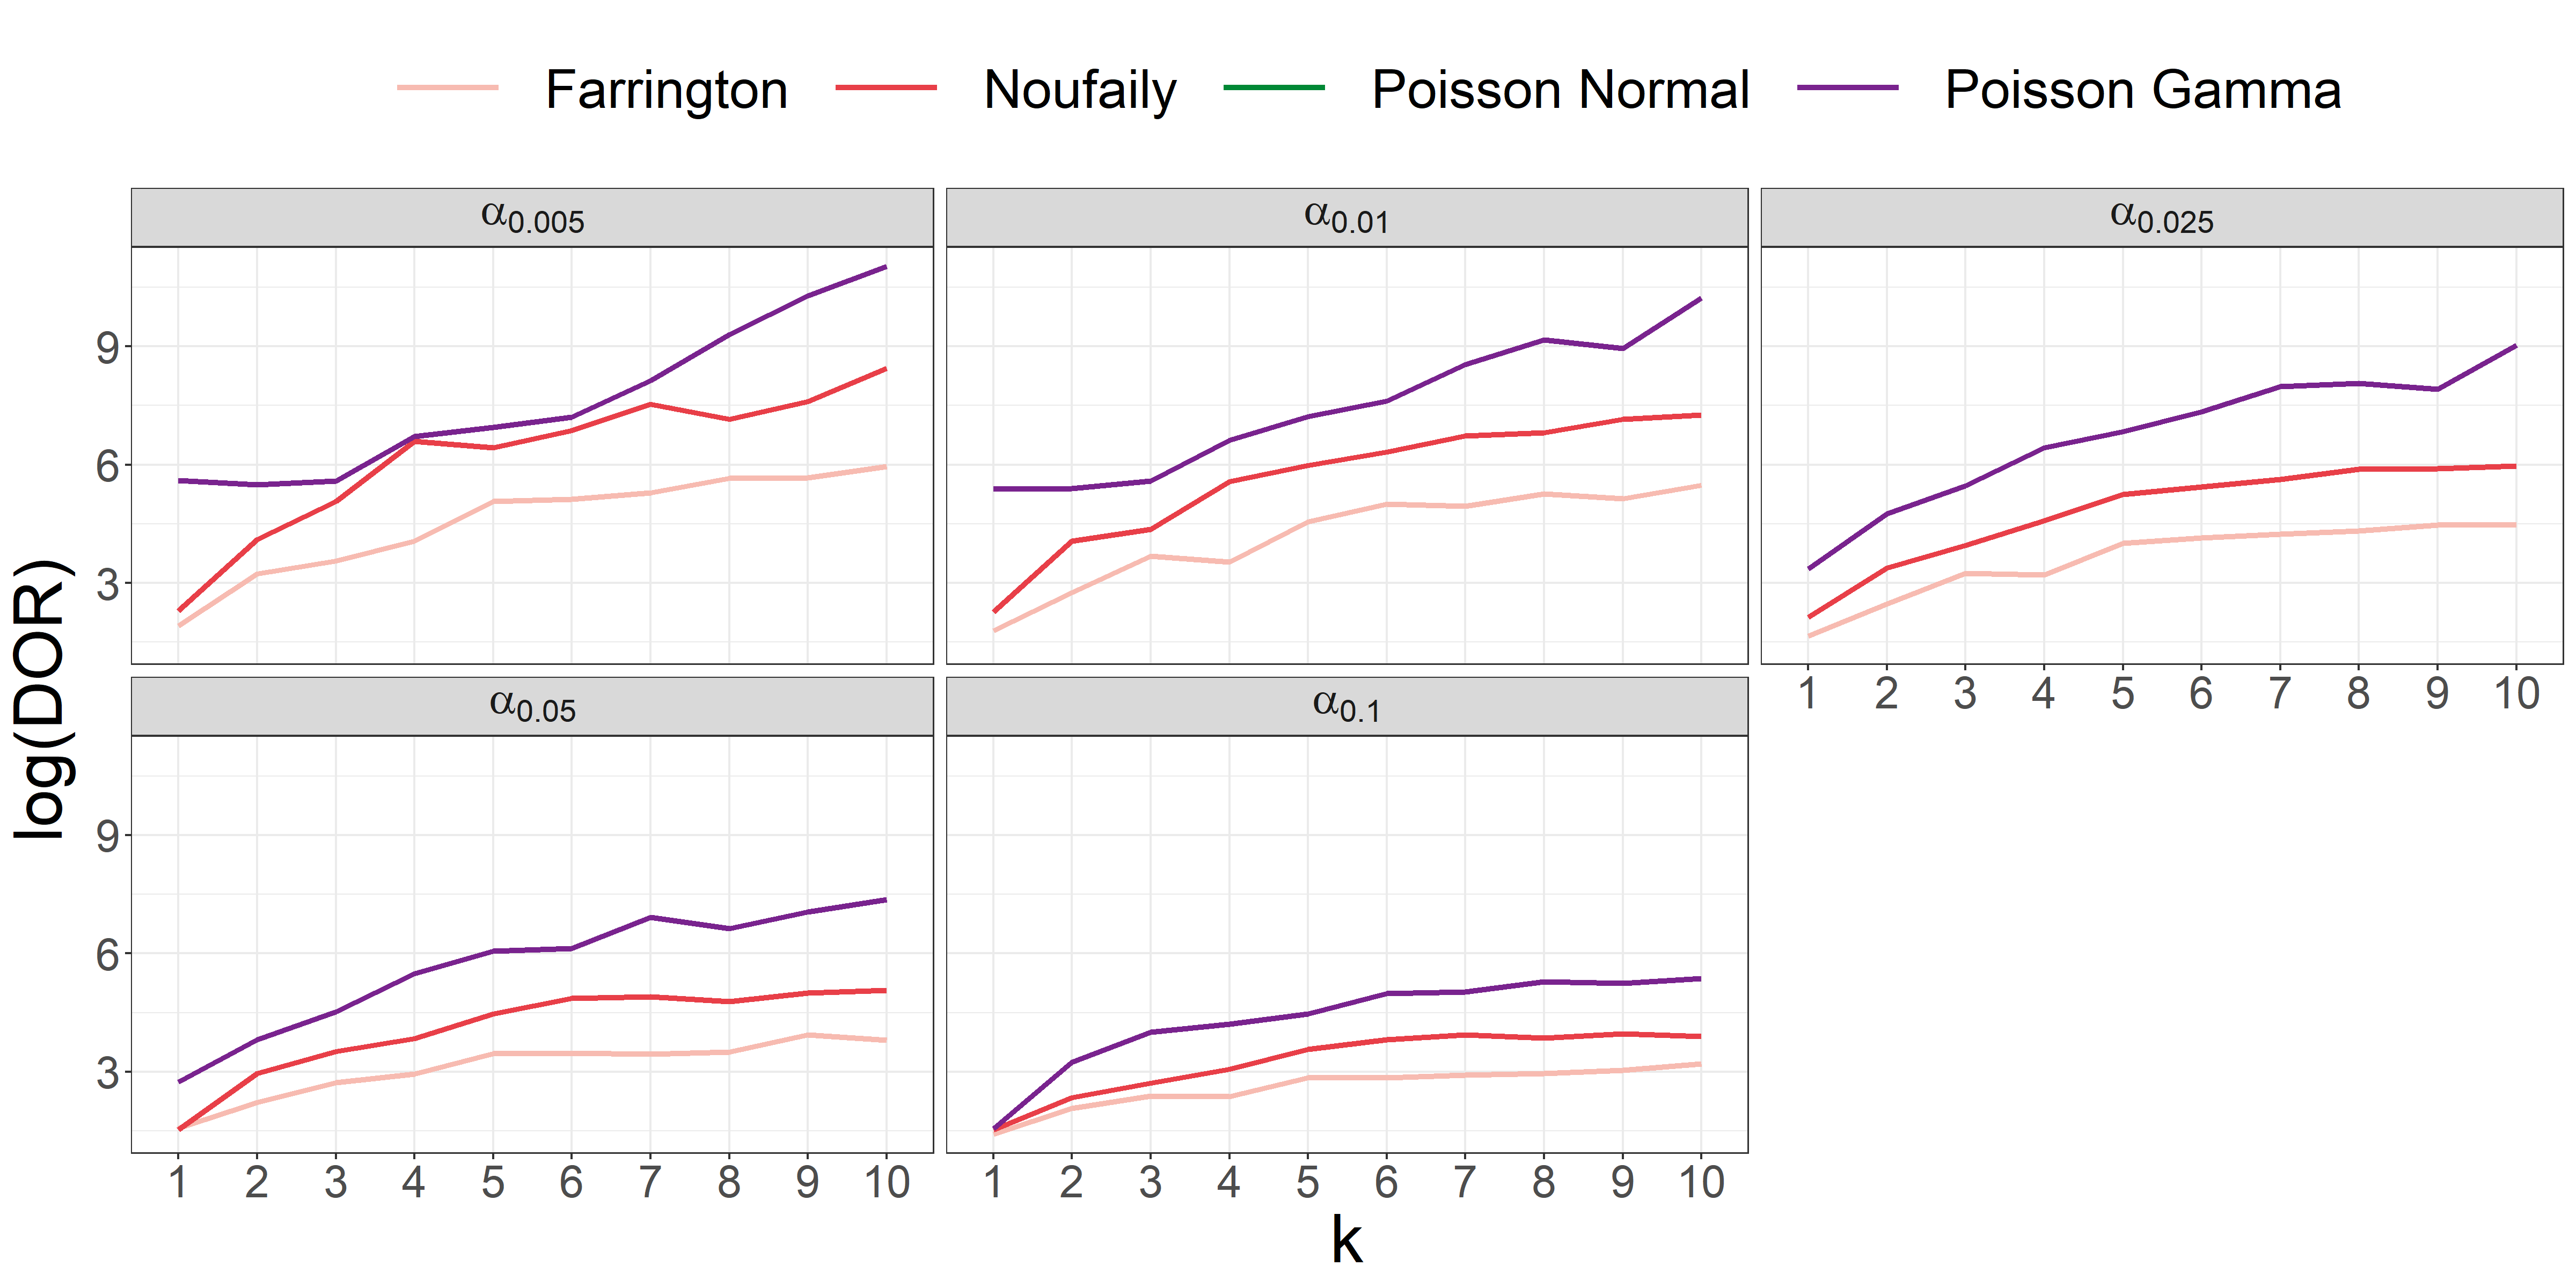 Farrington Noufaily Poisson Normal Poisson Gamma
α0.005 α0.01 α0.025
9
6
3
1 2 3 4 5 6 7 8 9 10
log(DOR)
α0.05 α0.1
9
6
3
1 2 3 4 5 6 7 8 9 10 1 2 3 4 5 6 7 8 9 10
k